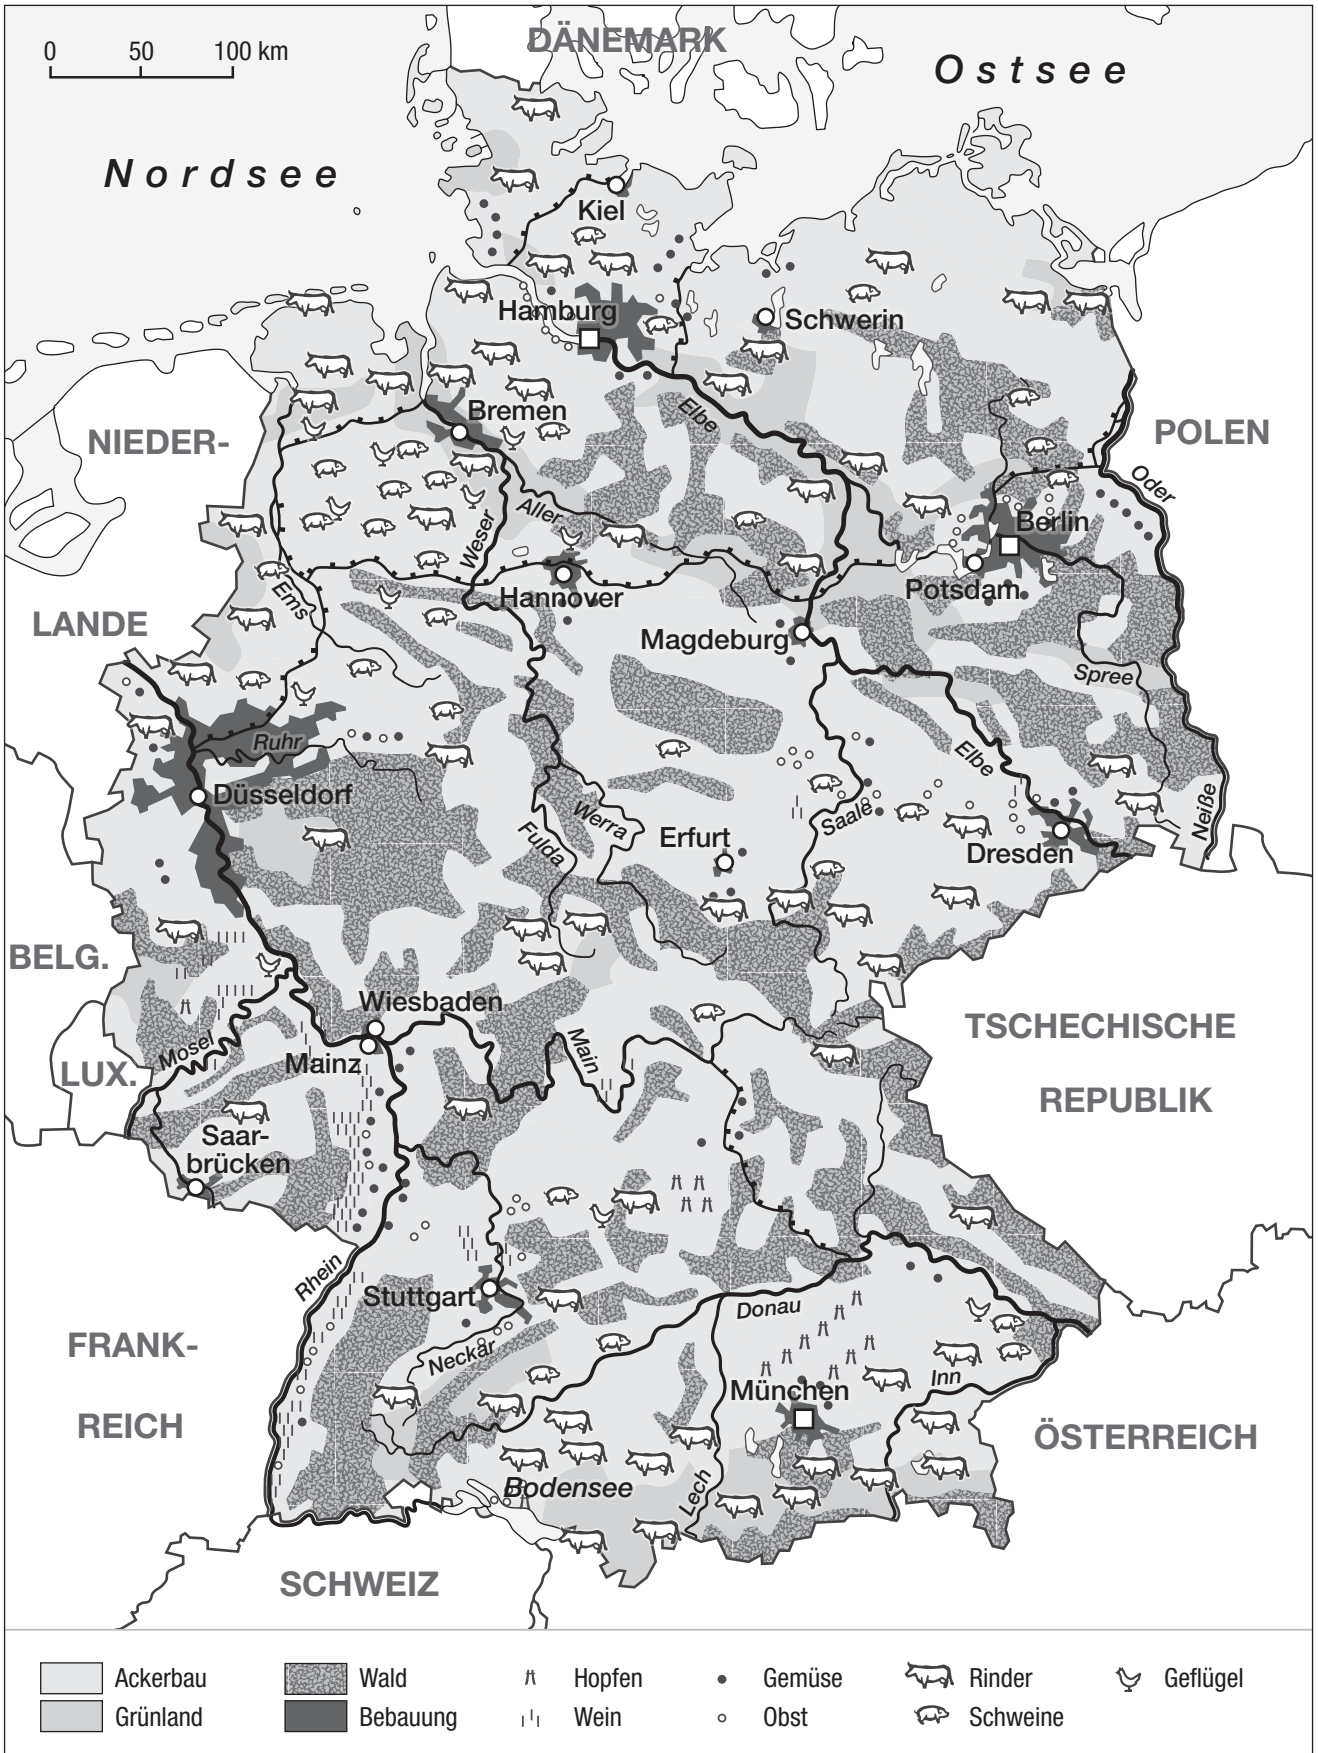 DÄNEMARK
0 50 100 km
Ostsee
Nordsee
Kiel
Hamburg
Schwerin
Elbe
Bremen
NIEDER-
POLEN
Oder
Aller
Weser
Berlin
Hannover
Potsdam
Ems
LANDE
Magdeburg
Spree
Ruhr
Elbe
Düsseldorf
Werra
Saale
Neiße
Fulda
Erfurt
Dresden
BELG.
Wiesbaden
TSCHECHISCHE
Main
Mosel
Mainz
LUX.
REPUBLIK
Saar-
brücken
Rhein
Stuttgart
Donau
FRANK-
Neckar
Inn
München
REICH
ÖSTERREICH
Bodensee
Lech
SCHWEIZ
Ackerbau
Wald
Hopfen
Gemüse
Rinder
Geflügel
Grünland
Bebauung
Wein
Obst
Schweine